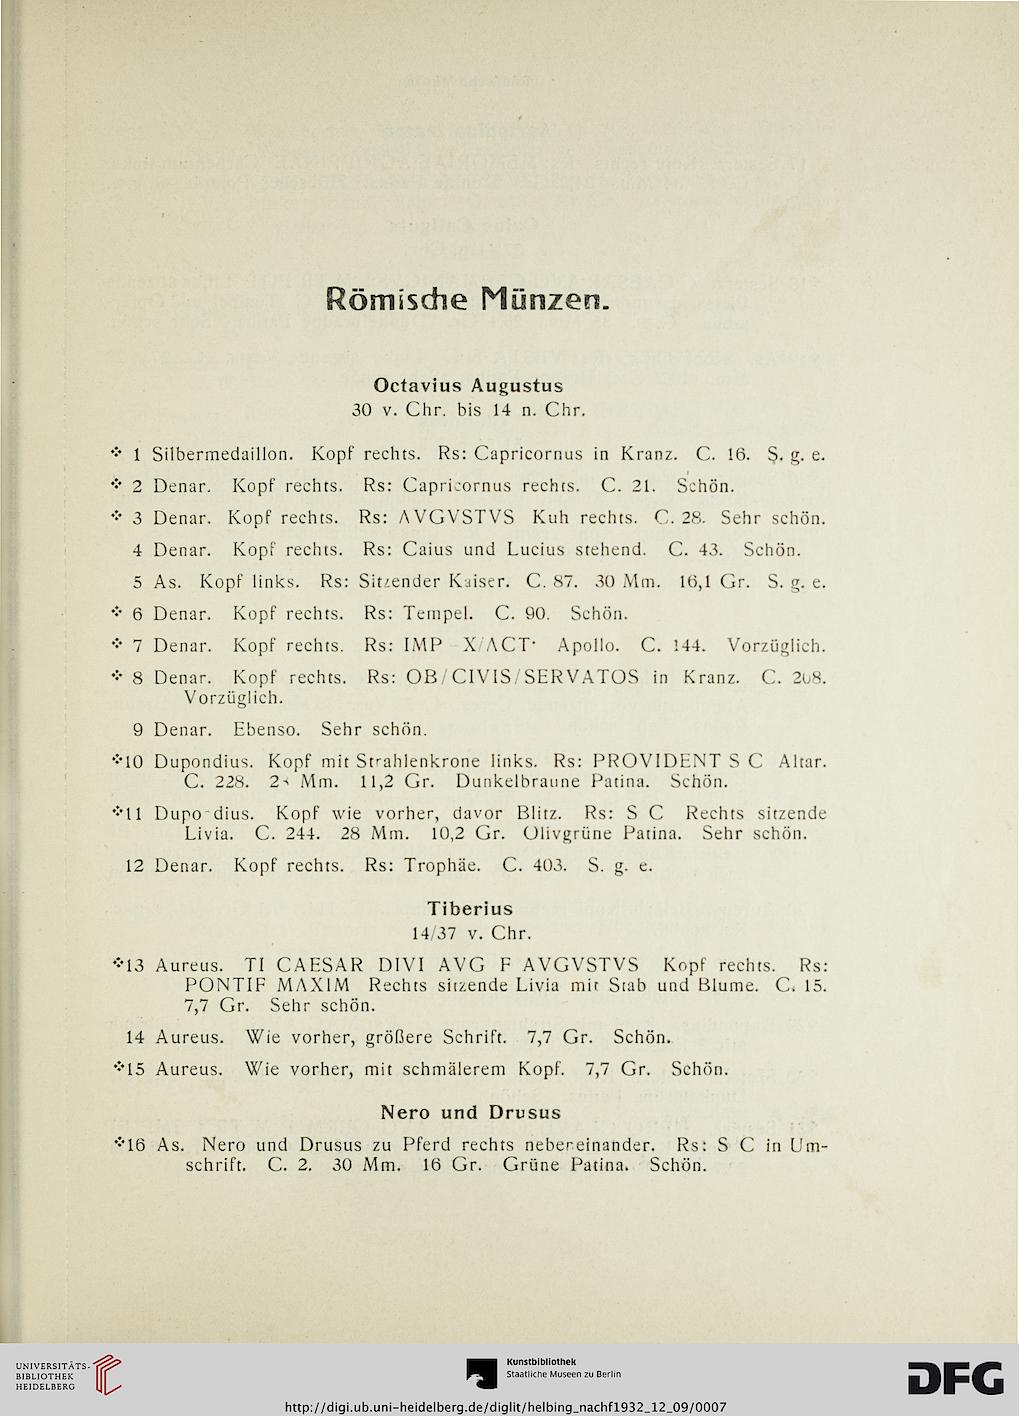 Römische Münzen.
Octavius Augustus
30 v. Chr. bis 14 n. Chr.
1 Silbermedaillon. Kopf rechts. Rs: Capricornus in Kranz. C. 16. S. g. e.
2 Denar. Kopf rechts. Rs: Capricornus rechts. C. 21. Schön.
3 Denar. Kopf rechts. Rs: AVGVSTVS Kuh rechts. C. 28. Sehr schön.
4 Denar. Kopf rechts. Rs: Caius und Lucius stehend. C. 43. Schön.
5 As. Kopf links. Rs: Sitzender Kaiser. C. 87. 30 Mm. 16,1 Gr. S. g. e.
6 Denar. Kopf rechts. Rs: Tempel. C. 90. Schön.
7 Denar. Kopf rechts. Rs: IMP X/ACT· Apollo. C. 144. Vorzüglich.
8 Denar. Kopf rechts. Rs: OB/CIVIS/SERVATOS in Kranz. C. 208.
Vorzüglich.
9 Denar. Ebenso. Sehr schön.
10 Dupondius. Kopf mit Strahlenkrone links. Rs: PROVIDENT S C Altar.
C. 228. Mm. 11,2 Gr. Dunkelbraune Patina. Schön.
11 Dupondius. Kopf wie vorher, davor Blitz. Rs: S C Rechts sitzende
Livia. C. 244. 28 Mm. 10,2 Gr. Olivgrüne Patina. Sehr schön.
12 Denar. Kopf rechts. Rs: Trophäe. C. 403. S. g. e.
Tiberius
14/37 v. Chr.
13 Aureus. TI CAESAR DIVI AVG F AVGVSTVS Kopf rechts. Rs:
PONTIF MAXIM Rechts sitzende Livia mit Stab und Blume. C. 15.
7,7 Gr. Sehr schön.
14 Aureus. Wie vorher, größere Schrift. 7,7 Gr. Schön.
15 Aureus. Wie vorher, mit schmälerem Kopf. 7,7 Gr. Schön.
Nero und Drusus
16 As. Nero und Drusus zu Pferd rechts nebeneinander. Rs: S C in Um-
schrift. C. 2. 30 Mm. 16 Gr. Grüne Patina. Schön.
UNIVERSITÄTS-
BIBLIOTHEK
HEIDELBERG
Kunstbibliothek
Staatliche Museen zu Berlin
DFG
http://digi.ub.uni-heidelberg.de/diglit/helbing_nachf1932_12_09/0007